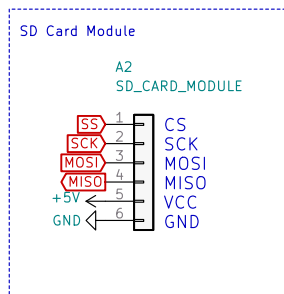 SD Card Module
A2
SD_CARD_MODULE
SS 1 CS
SCK 2 SCK
MOSI 3 MOSI
MISO 4 MISO
+5V 5 VCC
GND 6 GND